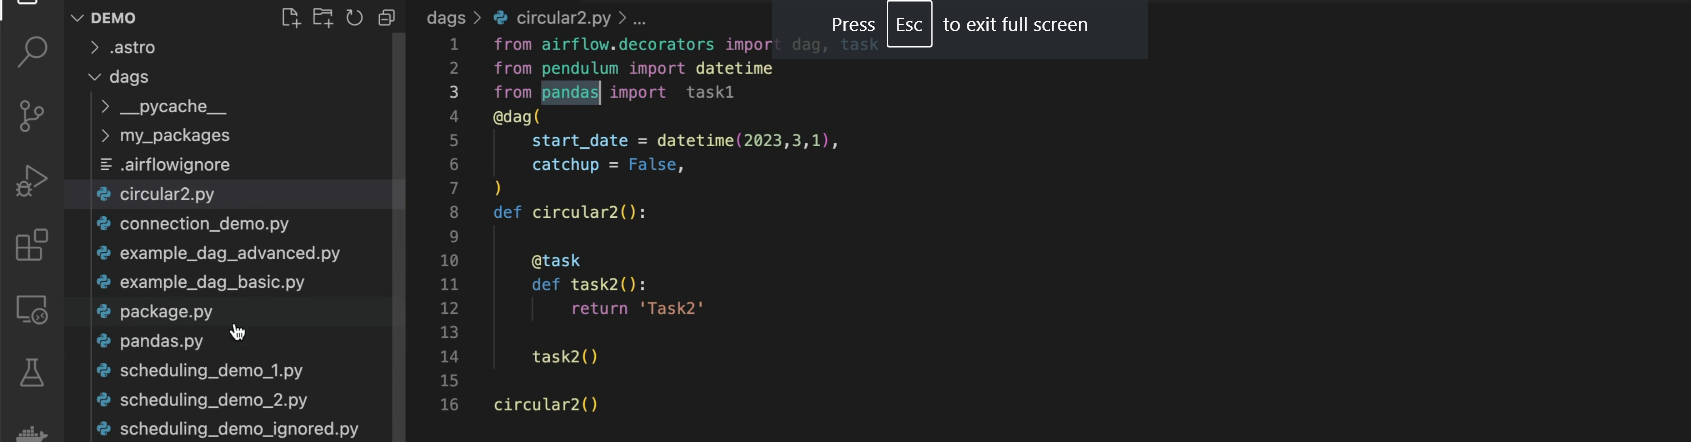 DEMO
.astro
dags
__pycache__
my_packages
.airflowignore
circular2.py
connection_demo.py
example_dag_advanced.py
example_dag_basic.py
package.py
pandas.py
scheduling_demo_1.py
scheduling_demo_2.py
scheduling_demo_ignored.py
dags > circular2.py > ...
Press Esc to exit full screen
1 from airflow.decorators import dag, task
2 from pendulum import datetime
3 from pandas import  task1
4 @dag(
5     start_date = datetime(2023,3,1),
6     catchup = False,
7 )
8 def circular2():
9
10     @task
11     def task2():
12         return 'Task2'
13
14     task2()
15
16 circular2()